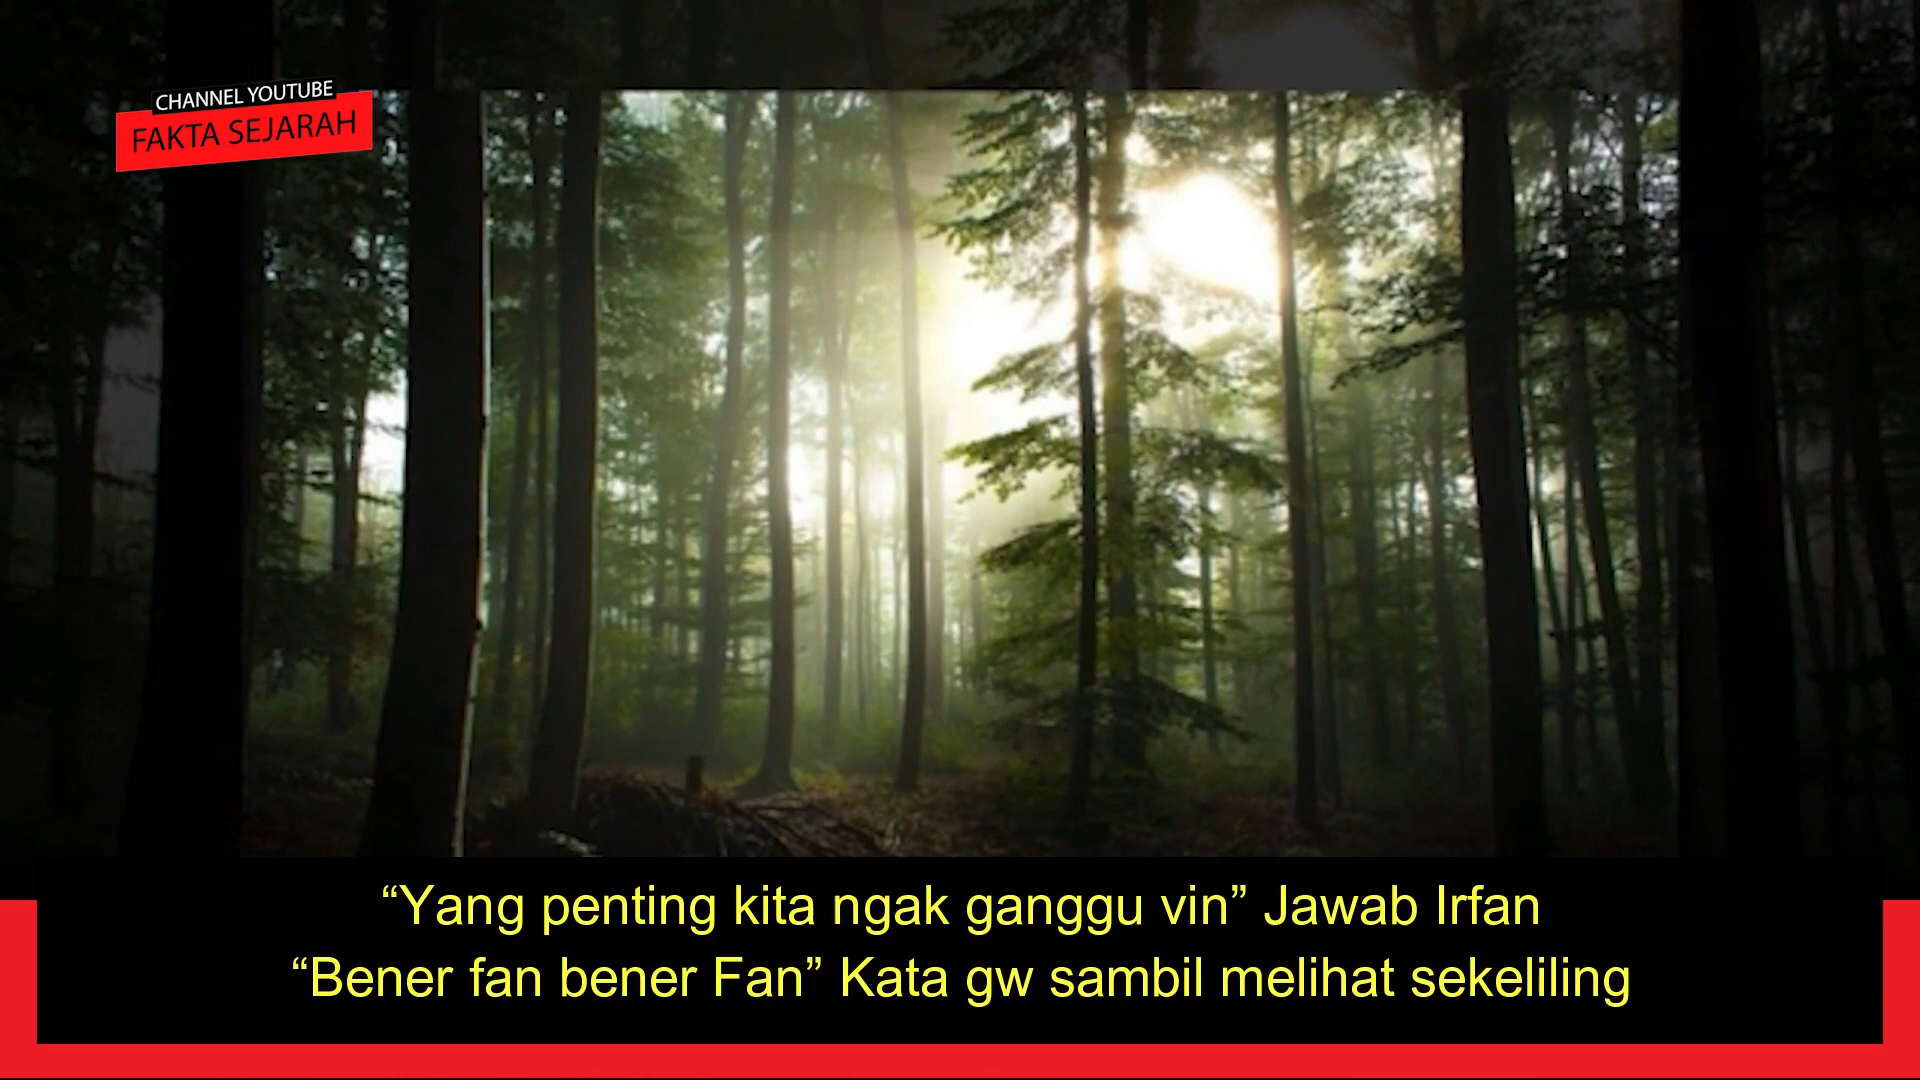 CHANNEL YOUTUBE
FAKTA SEJARAH
“Yang penting kita ngak ganggu vin” Jawab Irfan
“Bener fan bener Fan” Kata gw sambil melihat sekeliling